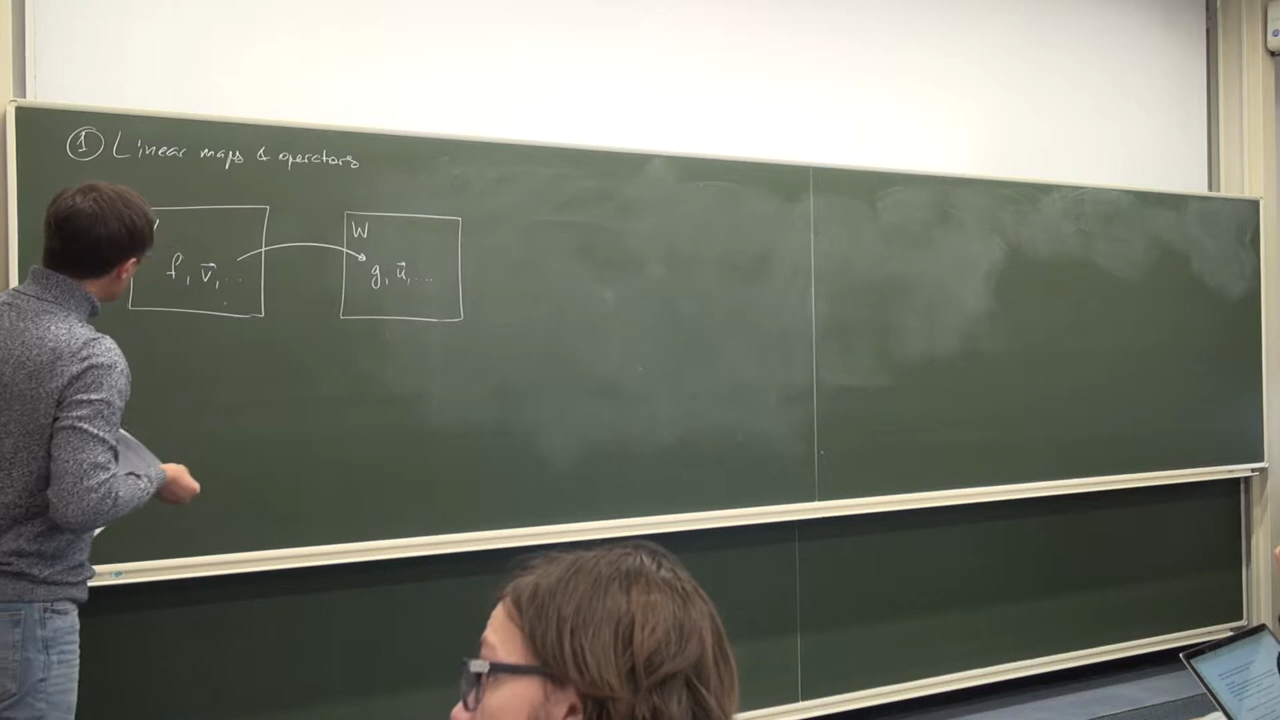 ① Linear maps & operators
W
f, v⃗, ...
g, u⃗, ...